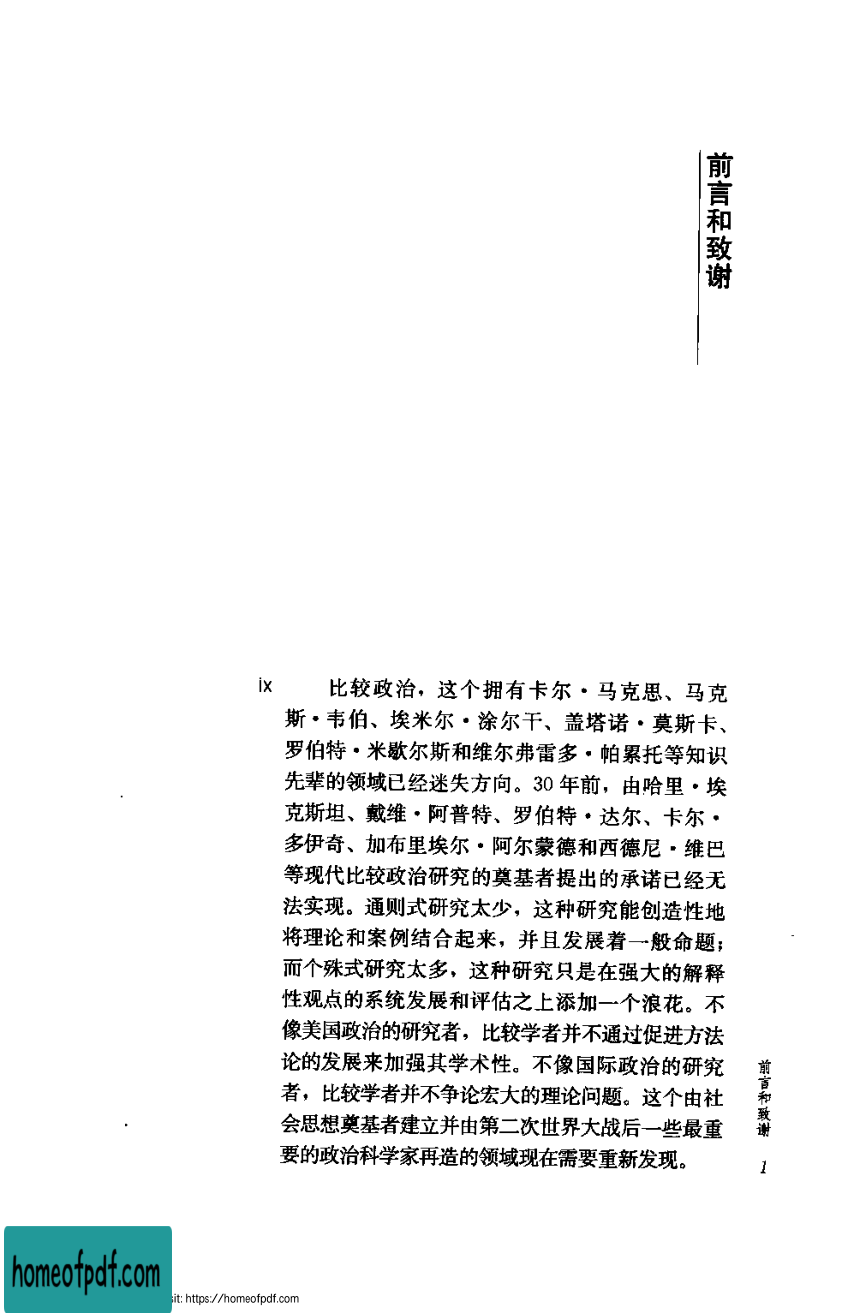 前言和致谢
ix
比较政治，这个拥有卡尔·马克思、马克
斯·韦伯、埃米尔·涂尔干、盖塔诺·莫斯卡、
罗伯特·米歇尔斯和维尔弗雷多·帕累托等知识
先辈的领域已经迷失方向。30 年前，由哈里·埃
克斯坦、戴维·阿普特、罗伯特·达尔、卡尔·
多伊奇、加布里埃尔·阿尔蒙德和西德尼·维巴
等现代比较政治研究的奠基者提出的承诺已经无
法实现。通则式研究太少，这种研究能创造性地
将理论和案例结合起来，并且发展着一般命题；
而个殊式研究太多，这种研究只是在强大的解释
性观点的系统发展和评估之上添加一个浪花。不
像美国政治的研究者，比较学者并不通过促进方法
论的发展来加强其学术性。不像国际政治的研究
者，比较学者并不争论宏大的理论问题。这个由社
会思想奠基者建立并由第二次世界大战后一些最重
要的政治科学家再造的领域现在需要重新发现。
前言和致谢
1
homeofpdf.com
sit: https://homeofpdf.com